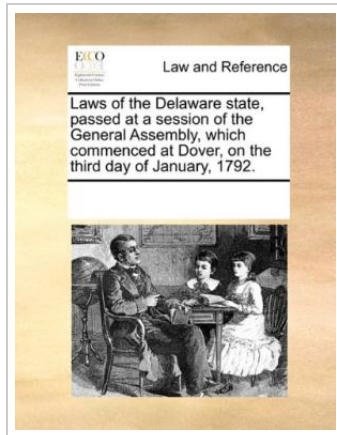 ECCO
Law and Reference
Laws of the Delaware state,
passed at a session of the
General Assembly, which
commenced at Dover, on the
third day of January, 1792.